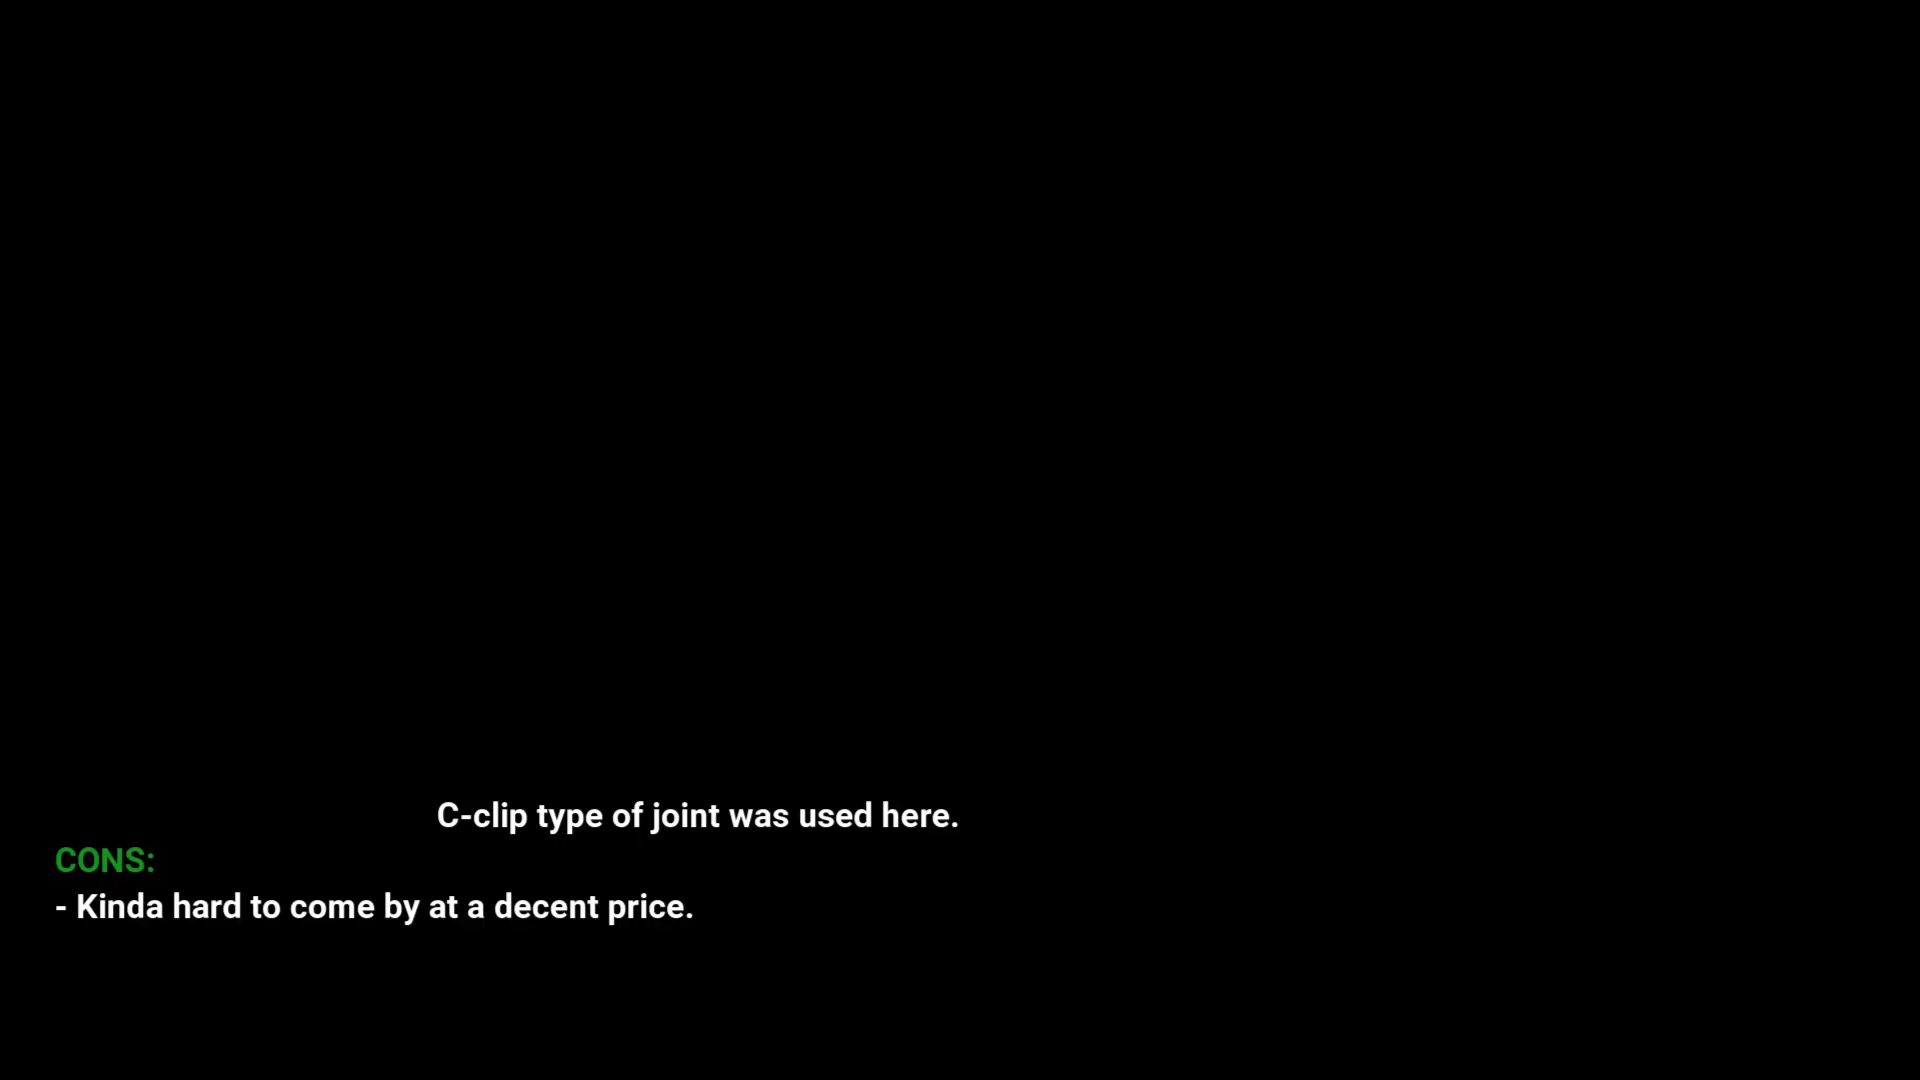 C-clip type of joint was used here.
CONS:
- Kinda hard to come by at a decent price.